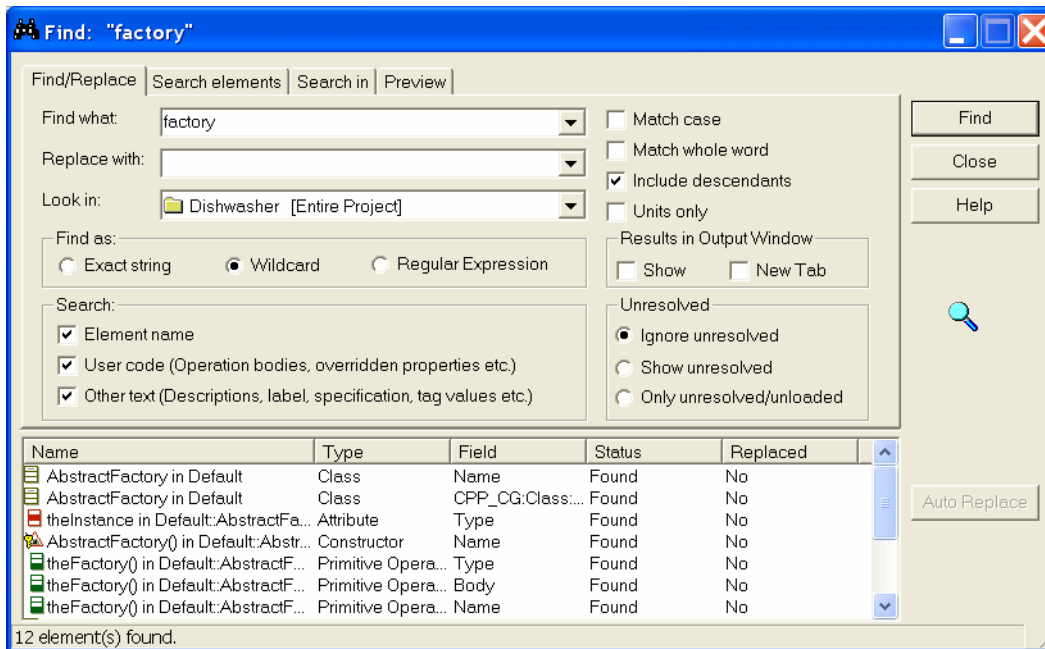 Find: "factory"
Find/Replace Search elements Search in Preview
Find what: factory
Replace with:
Look in: Dishwasher [Entire Project]
Match case
Match whole word
Include descendants
Units only
Find
Close
Help
Find as:
Exact string Wildcard Regular Expression
Results in Output Window
Show New Tab
Search:
Element name
User code (Operation bodies, overridden properties etc.)
Other text (Descriptions, label, specification, tag values etc.)
Unresolved
Ignore unresolved
Show unresolved
Only unresolved/unloaded
Name Type Field Status Replaced
AbstractFactory in Default Class Name Found No
AbstractFactory in Default Class CPP_CG:Class:... Found No
theInstance in Default::AbstractFa... Attribute Type Found No
AbstractFactory() in Default::Abstr... Constructor Name Found No
theFactory() in Default::AbstractF... Primitive Opera... Type Found No
theFactory() in Default::AbstractF... Primitive Opera... Body Found No
theFactory() in Default::AbstractF... Primitive Opera... Name Found No
Auto Replace
12 element(s) found.